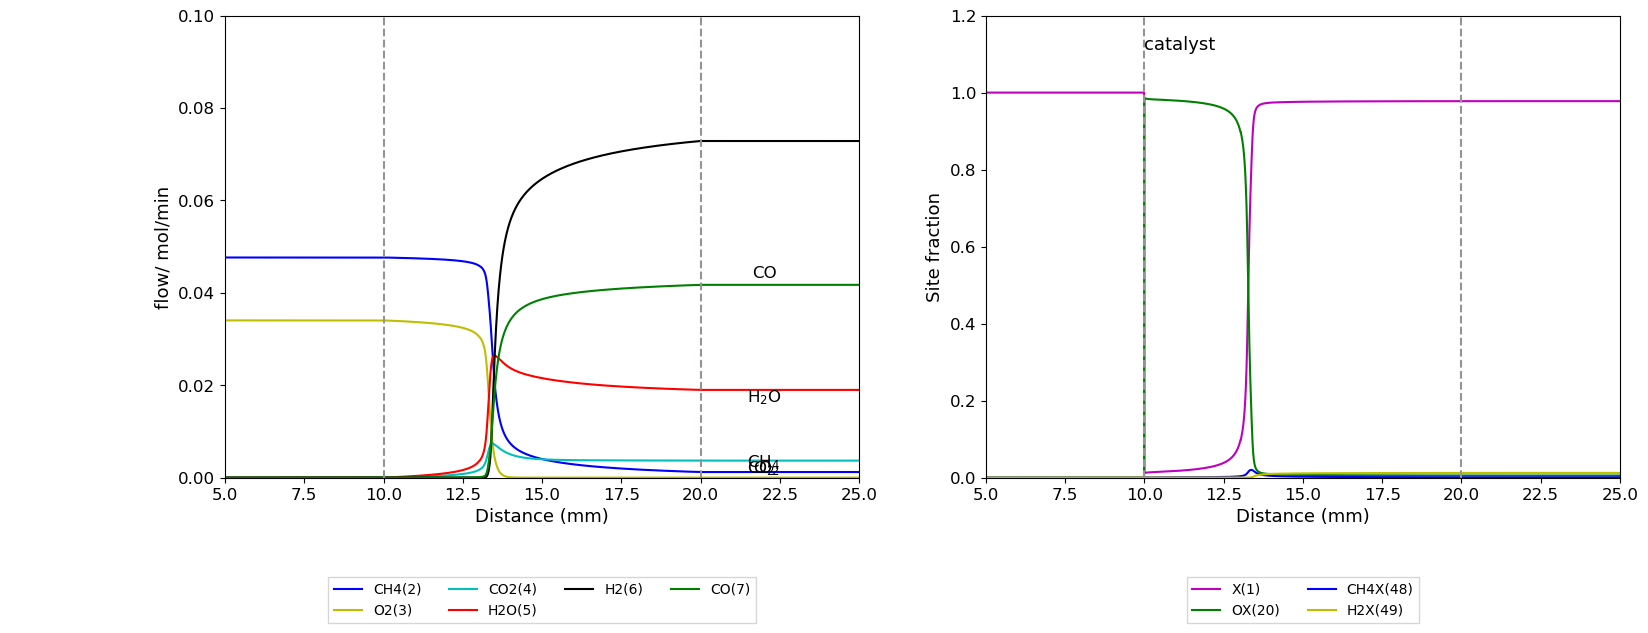 0.10
0.08
0.06
0.04
0.02
0.00
flow/ mol/min
CO
H₂O
5.0 7.5 10.0 12.5 15.0 17.5 20.0 22.5 25.0
Distance (mm)
CH4(2) CO2(4) H2(6) CO(7)
O2(3) H2O(5)
1.2
1.0
0.8
0.6
0.4
0.2
0.0
Site fraction
catalyst
5.0 7.5 10.0 12.5 15.0 17.5 20.0 22.5 25.0
Distance (mm)
X(1) CH4X(48)
OX(20) H2X(49)